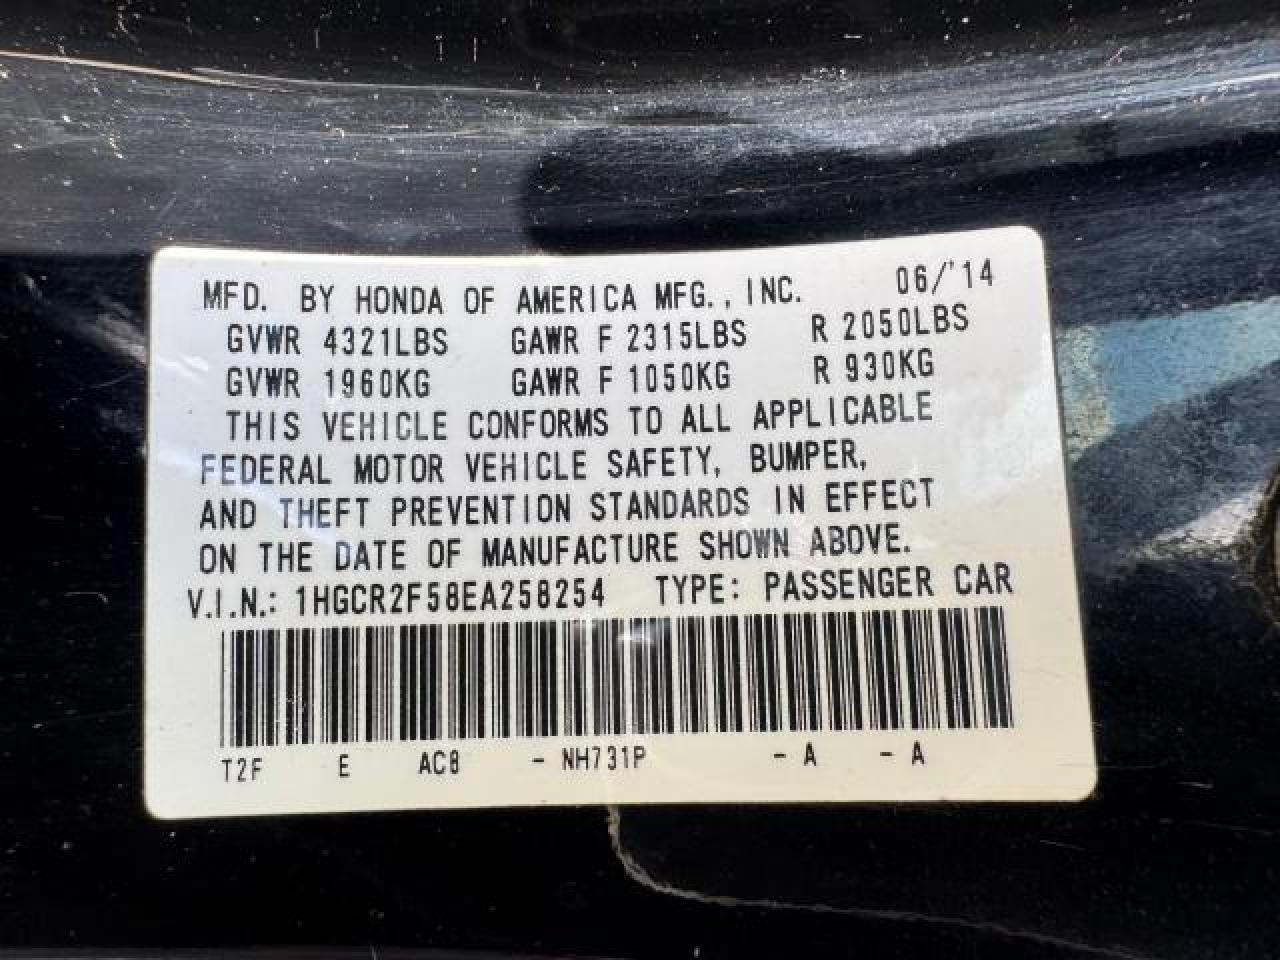 MFD. BY HONDA OF AMERICA MFG., INC. 06/'14
GVWR 4321LBS GAWR F 2315LBS R 2050LBS
GVWR 1960KG GAWR F 1050KG R 930KG
THIS VEHICLE CONFORMS TO ALL APPLICABLE
FEDERAL MOTOR VEHICLE SAFETY, BUMPER,
AND THEFT PREVENTION STANDARDS IN EFFECT
ON THE DATE OF MANUFACTURE SHOWN ABOVE.
V.I.N.: 1HGCR2F58EA258254 TYPE: PASSENGER CAR
T2F E AC8 - NH731P - A - A